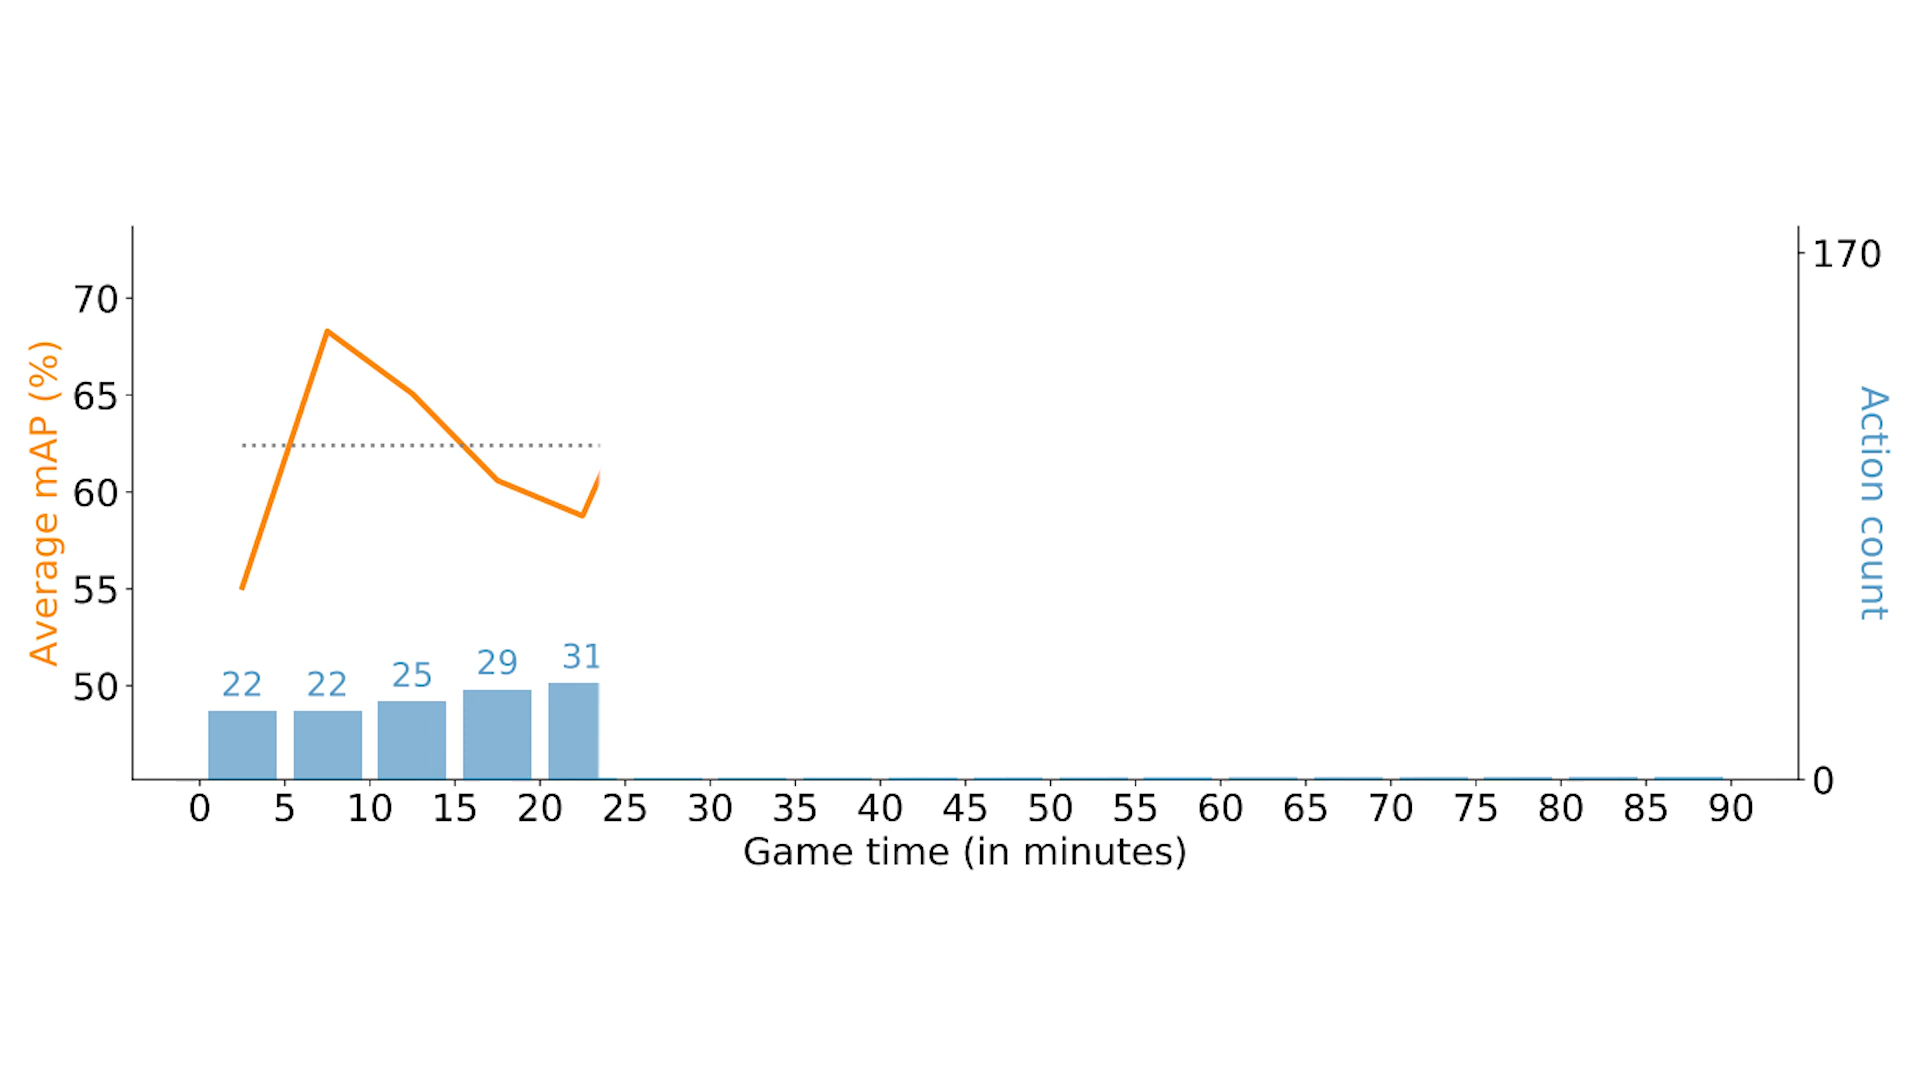 170
70
65
60
55
50
Average mAP (%)
Action count
22 22 25 29 31
0
0 5 10 15 20 25 30 35 40 45 50 55 60 65 70 75 80 85 90
Game time (in minutes)